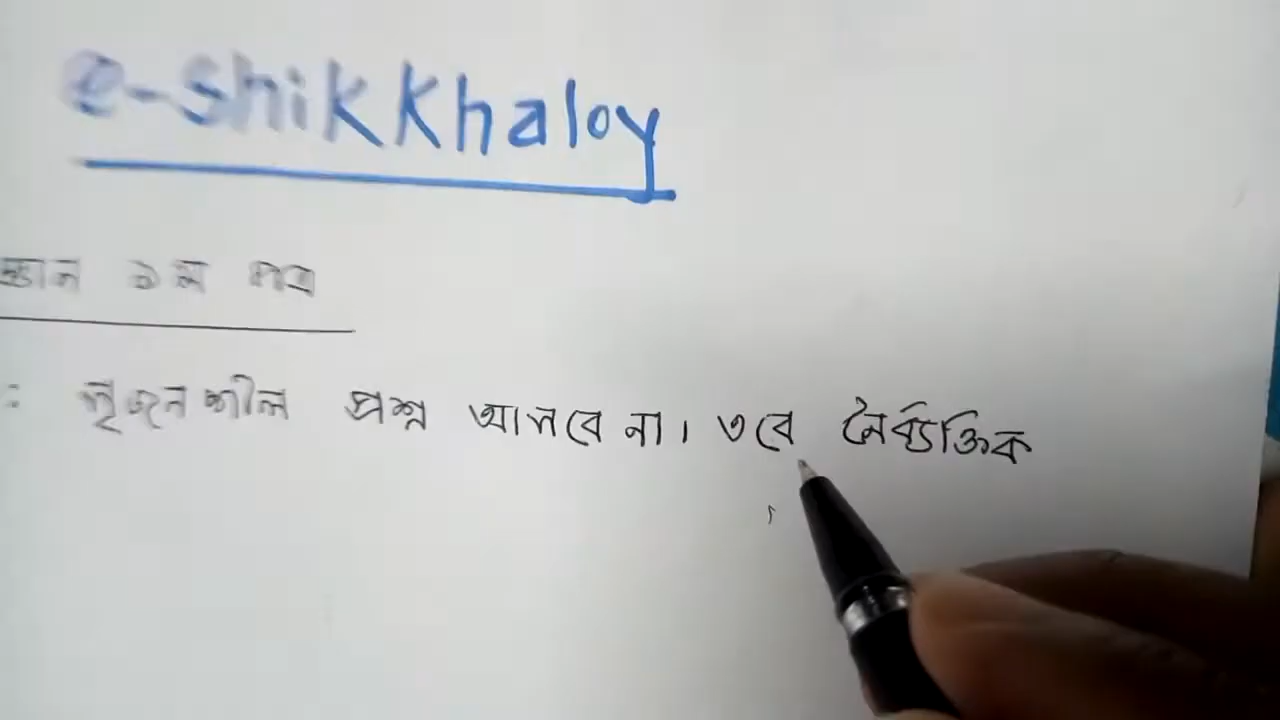 e-shikkhaloy
১ম পত্র
: সৃজনশীল প্রশ্ন আসবে না। তবে নৈর্ব্যক্তিক